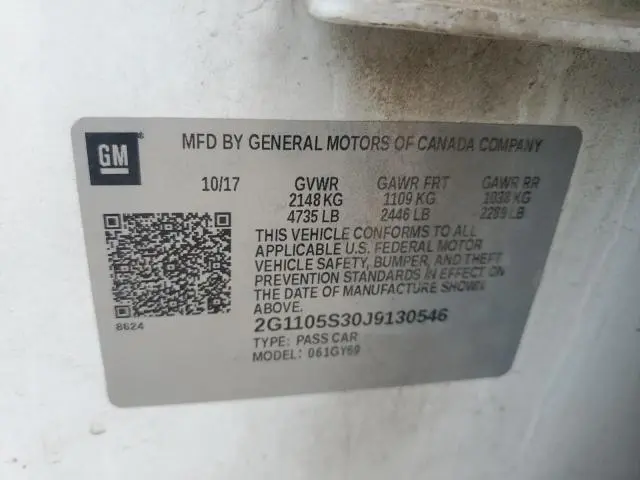 GM
MFD BY GENERAL MOTORS OF CANADA COMPANY
10/17 GVWR GAWR FRT GAWR RR
2148 KG 1109 KG 1038 KG
4735 LB 2446 LB 2289 LB
THIS VEHICLE CONFORMS TO ALL
APPLICABLE U.S. FEDERAL MOTOR
VEHICLE SAFETY, BUMPER, AND THEFT
PREVENTION STANDARDS IN EFFECT ON
THE DATE OF MANUFACTURE SHOWN
ABOVE.
8624
2G1105S30J9130546
TYPE: PASS CAR
MODEL: 061GY69